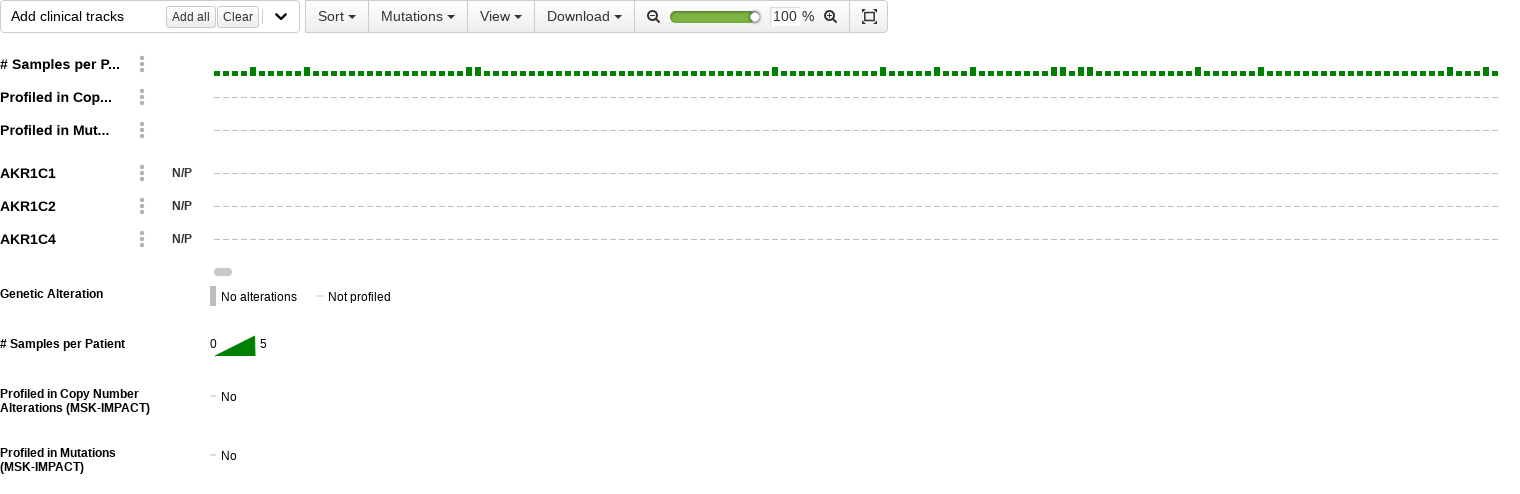 Add clinical tracks Add all Clear Sort Mutations View Download 100 %
# Samples per P...
Profiled in Cop...
Profiled in Mut...
AKR1C1 N/P
AKR1C2 N/P
AKR1C4 N/P
Genetic Alteration No alterations Not profiled
# Samples per Patient 0 5
Profiled in Copy Number
Alterations (MSK-IMPACT) No
Profiled in Mutations
(MSK-IMPACT) No